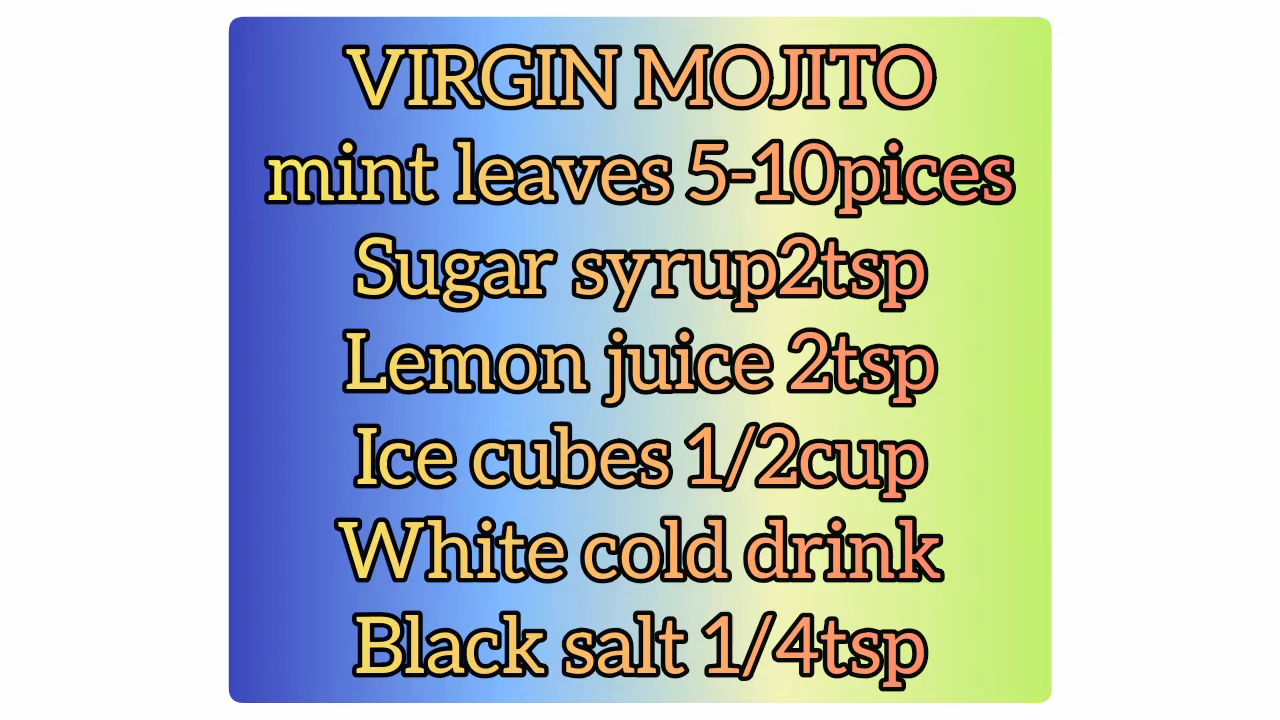 VIRGIN MOJITO
mint leaves 5-10pices
Sugar syrup2tsp
Lemon juice 2tsp
Ice cubes 1/2cup
White cold drink
Black salt 1/4tsp